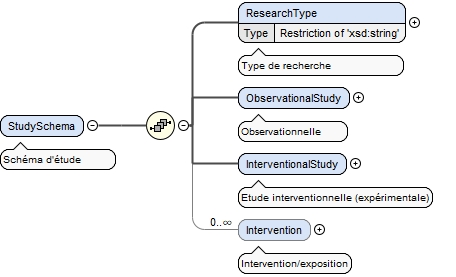 ResearchType
Type Restriction of 'xsd:string'
Type de recherche
ObservationalStudy
Observationnelle
StudySchema
Schéma d'étude
InterventionalStudy
Etude interventionnelle (expérimentale)
0..∞
Intervention
Intervention/exposition